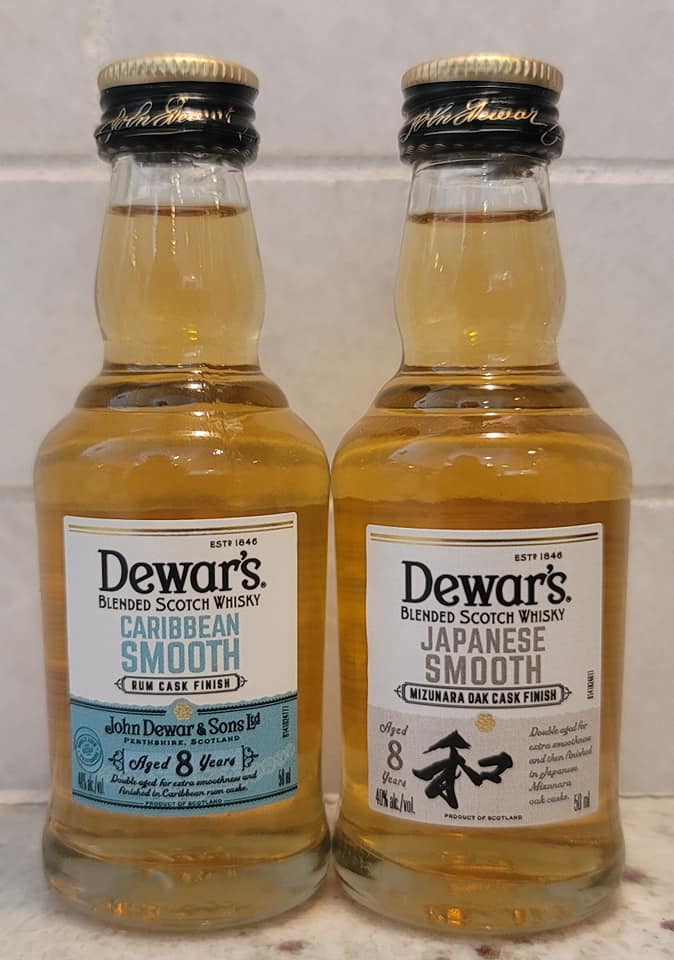 John Dewar
ESTD 1846
Dewar's®
BLENDED SCOTCH WHISKY
CARIBBEAN
SMOOTH
RUM CASK FINISH
John Dewar & Sons Ltd
PERTHSHIRE, SCOTLAND
Aged 8 Years
Double aged for extra smoothness and
finished in Caribbean rum casks.
40% alc./vol.
50 ml
PRODUCT OF SCOTLAND
John Dewar
ESTD 1846
Dewar's®
BLENDED SCOTCH WHISKY
JAPANESE
SMOOTH
MIZUNARA OAK CASK FINISH
Aged
8
Years
和
Double aged for
extra smoothness
and then finished
in Japanese
Mizunara
oak casks.
40% alc./vol.
50 ml
PRODUCT OF SCOTLAND